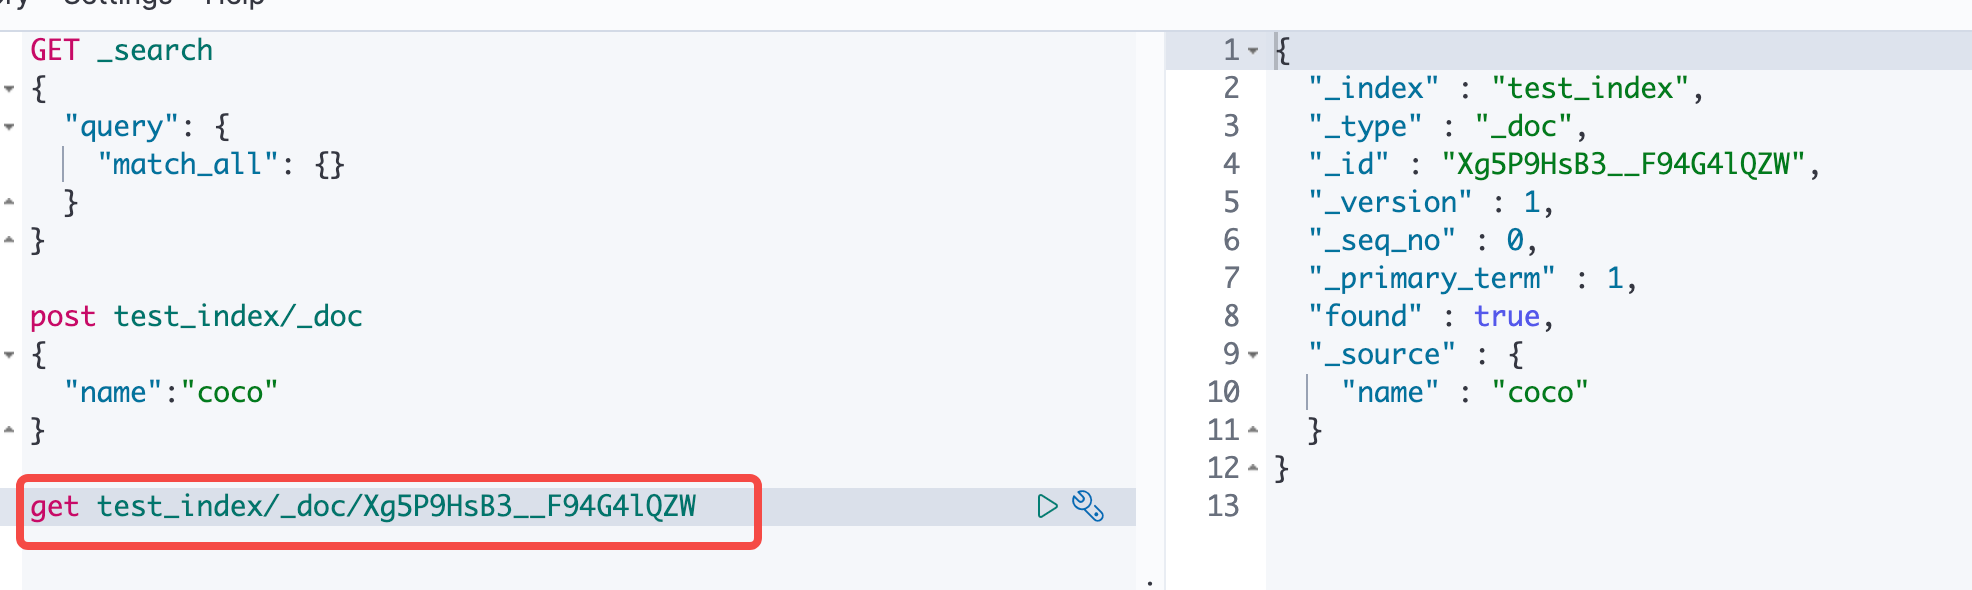 Settings Help
GET _search
{
"query": {
"match_all": {}
}
}
post test_index/_doc
{
"name":"coco"
}
get test_index/_doc/Xg5P9HsB3__F94G4lQZW
1 {
2 "_index" : "test_index",
3 "_type" : "_doc",
4 "_id" : "Xg5P9HsB3__F94G4lQZW",
5 "_version" : 1,
6 "_seq_no" : 0,
7 "_primary_term" : 1,
8 "found" : true,
9 "_source" : {
10 "name" : "coco"
11 }
12 }
13